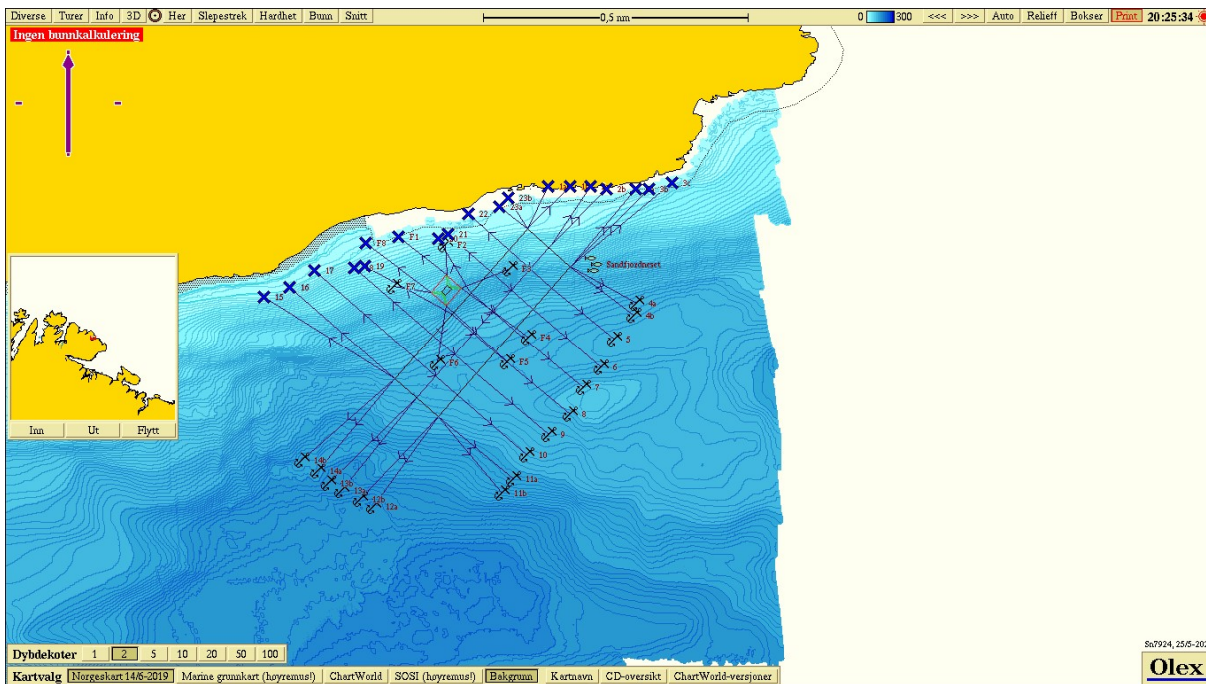 Diverse Turer Info 3D Her Slepestrek Hardhet Bunn Snitt 0,5 nm 0 300 <<< >>> Auto Relieff Bokser Print 20:25:34
Ingen bunnkalkulering
3c
2b 3b
23b
23a
22
21
F1
F2
F8
19
17
16
15
F7
F3
Sandfjordneset
4a
4b
5
F4
F5
F6
6
7
8
9
10
11a
11b
14b
14a
13b
13a
12b
12a
Inn Ut Flytt
Dybdekoter 1 2 5 10 20 50 100
Kartvalg Norgeskart 14/6-2019 Marine grunnkart (høyremus!) ChartWorld SOSI (høyremus!) Bakgrunn Kartnavn CD-oversikt ChartWorld-versjoner
Sn7924, 25/5-202
Olex